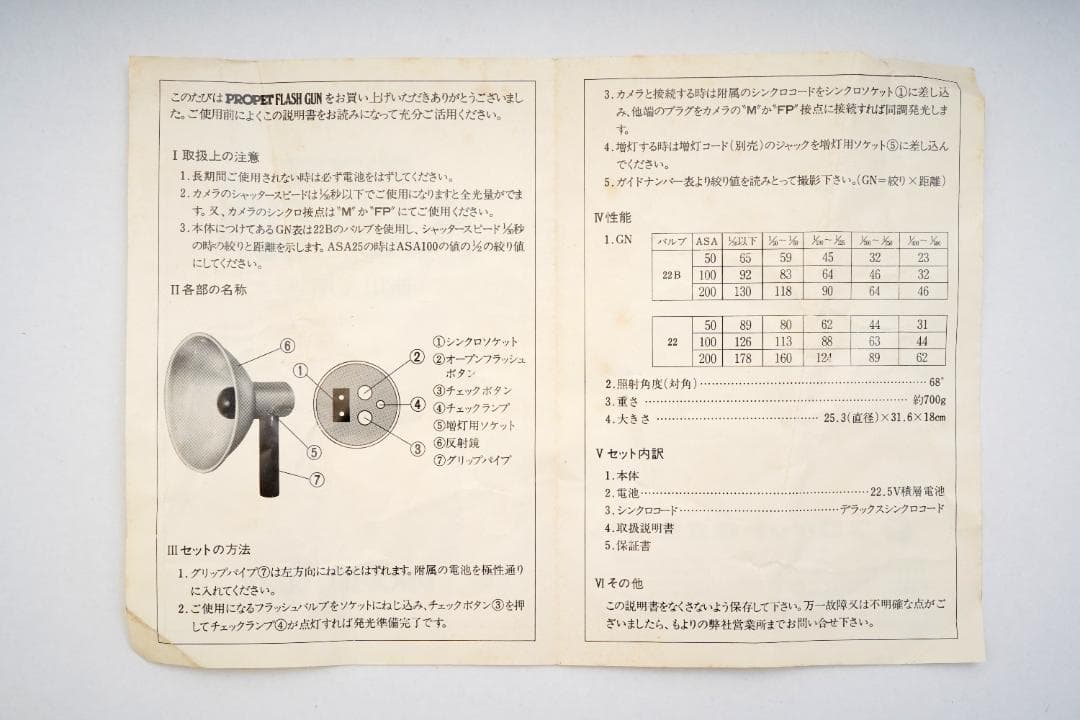 このたびは PROPET FLASH GUN をお買い上げいただきありがとうございまし
た。ご使用前によくこの説明書をお読みになって充分ご活用ください。
I 取扱上の注意
1. 長期間ご使用されない時は必ず電池をはずしてください。
2. カメラのシャッタースピードは1/30秒以下でご使用になりますと全光量がでま
す。又、カメラのシンクロ接点は"M"か"FP"にてご使用ください。
3. 本体につけてあるGN表は22Bのバルブを使用し、シャッタースピード1/30秒
の時の絞りと距離を示します。ASA25の時はASA100の値の1/2の絞り値
にしてください。
II 各部の名称
⑥
①
②
④
③
⑤
⑦
①シンクロソケット
②オープンフラッシュ
ボタン
③チェックボタン
④チェックランプ
⑤増灯用ソケット
⑥反射鏡
⑦グリップパイプ
III セットの方法
1. グリップパイプ⑦は左方向にねじるとはずれます。附属の電池を極性通り
に入れてください。
2. ご使用になるフラッシュバルブをソケットにねじ込み、チェックボタン③を押
してチェックランプ④が点灯すれば発光準備完了です。
3. カメラと接続する時は附属のシンクロコードをシンクロソケット①に差し込
み、他端のプラグをカメラの"M"か"FP"接点に接続すれば同調発光しま
す。
4. 増灯する時は増灯コード(別売)のジャックを増灯用ソケット⑤に差し込ん
でください。
5. ガイドナンバー表より絞り値を読みとって撮影下さい。(GN=絞り×距離)
IV 性能
1. GN
バルブ ASA 以下
50 65 59 45 32 23
22B 100 92 83 64 46 32
200 130 118 90 64 46
50 89 80 62 44 31
22 100 126 113 88 63 44
200 178 160 124 89 62
2. 照射角度(対角)・・・・・・・・68°
3. 重さ・・・・・・・・約700g
4. 大きさ・・・・・・・・25.3(直径)×31.6×18cm
V セット内訳
1. 本体
2. 電池・・・・・・・・22.5V積層電池
3. シンクロコード・・・・・・・・デラックスシンクロコード
4. 取扱説明書
5. 保証書
VI その他
この説明書をなくさないよう保存して下さい。万一故障又は不明確な点がご
ざいましたら、もよりの弊社営業所までお問い合せ下さい。